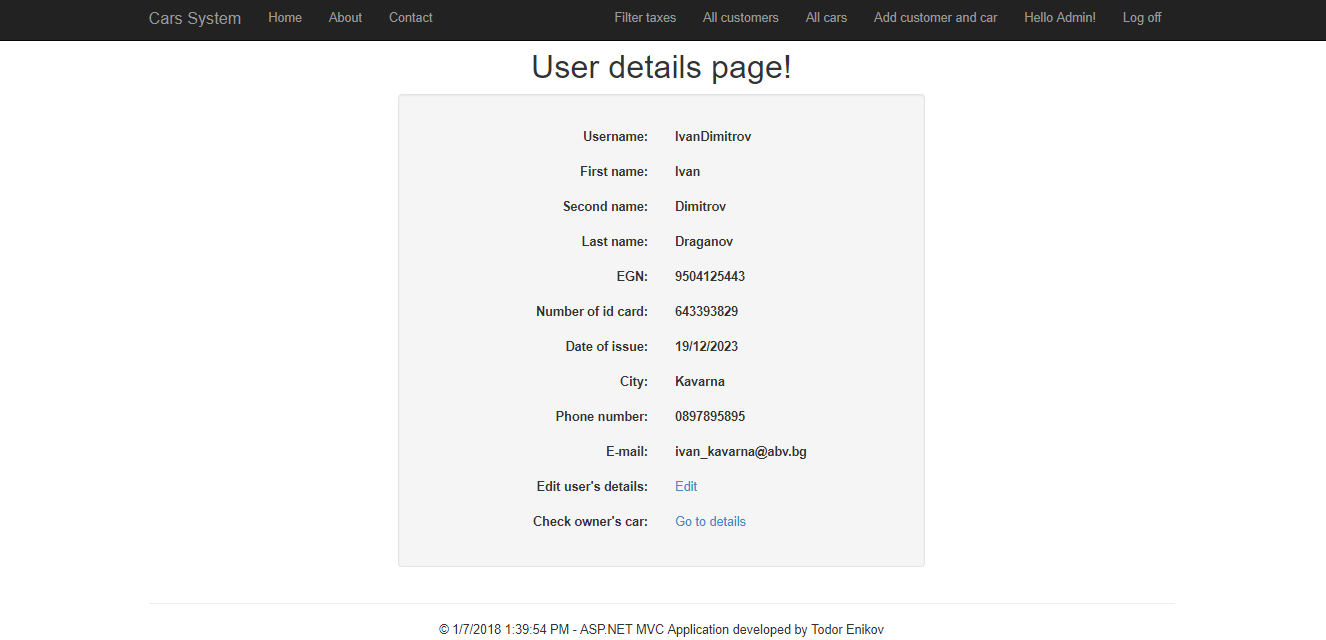 Cars System Home About Contact Filter taxes All customers All cars Add customer and car Hello Admin! Log off
User details page!
Username: IvanDimitrov
First name: Ivan
Second name: Dimitrov
Last name: Draganov
EGN: 9504125443
Number of id card: 643393829
Date of issue: 19/12/2023
City: Kavarna
Phone number: 0897895895
E-mail: ivan_kavarna@abv.bg
Edit user's details: Edit
Check owner's car: Go to details
© 1/7/2018 1:39:54 PM - ASP.NET MVC Application developed by Todor Enikov